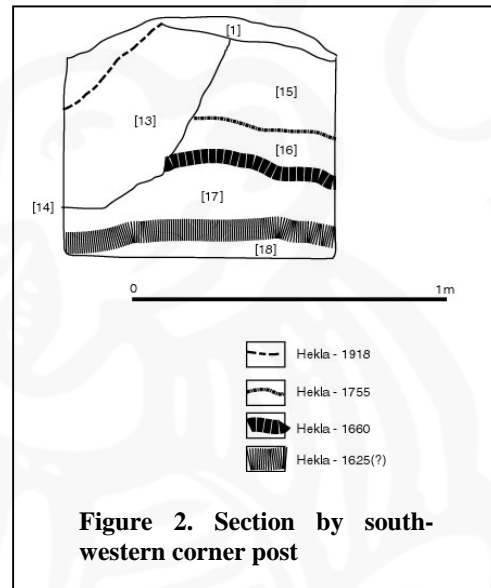 [1]
[15]
[13]
[16]
[17]
[14]
[18]
0 1m
Hekla - 1918
Hekla - 1755
Hekla - 1660
Hekla - 1625(?)
Figure 2. Section by south-
western corner post